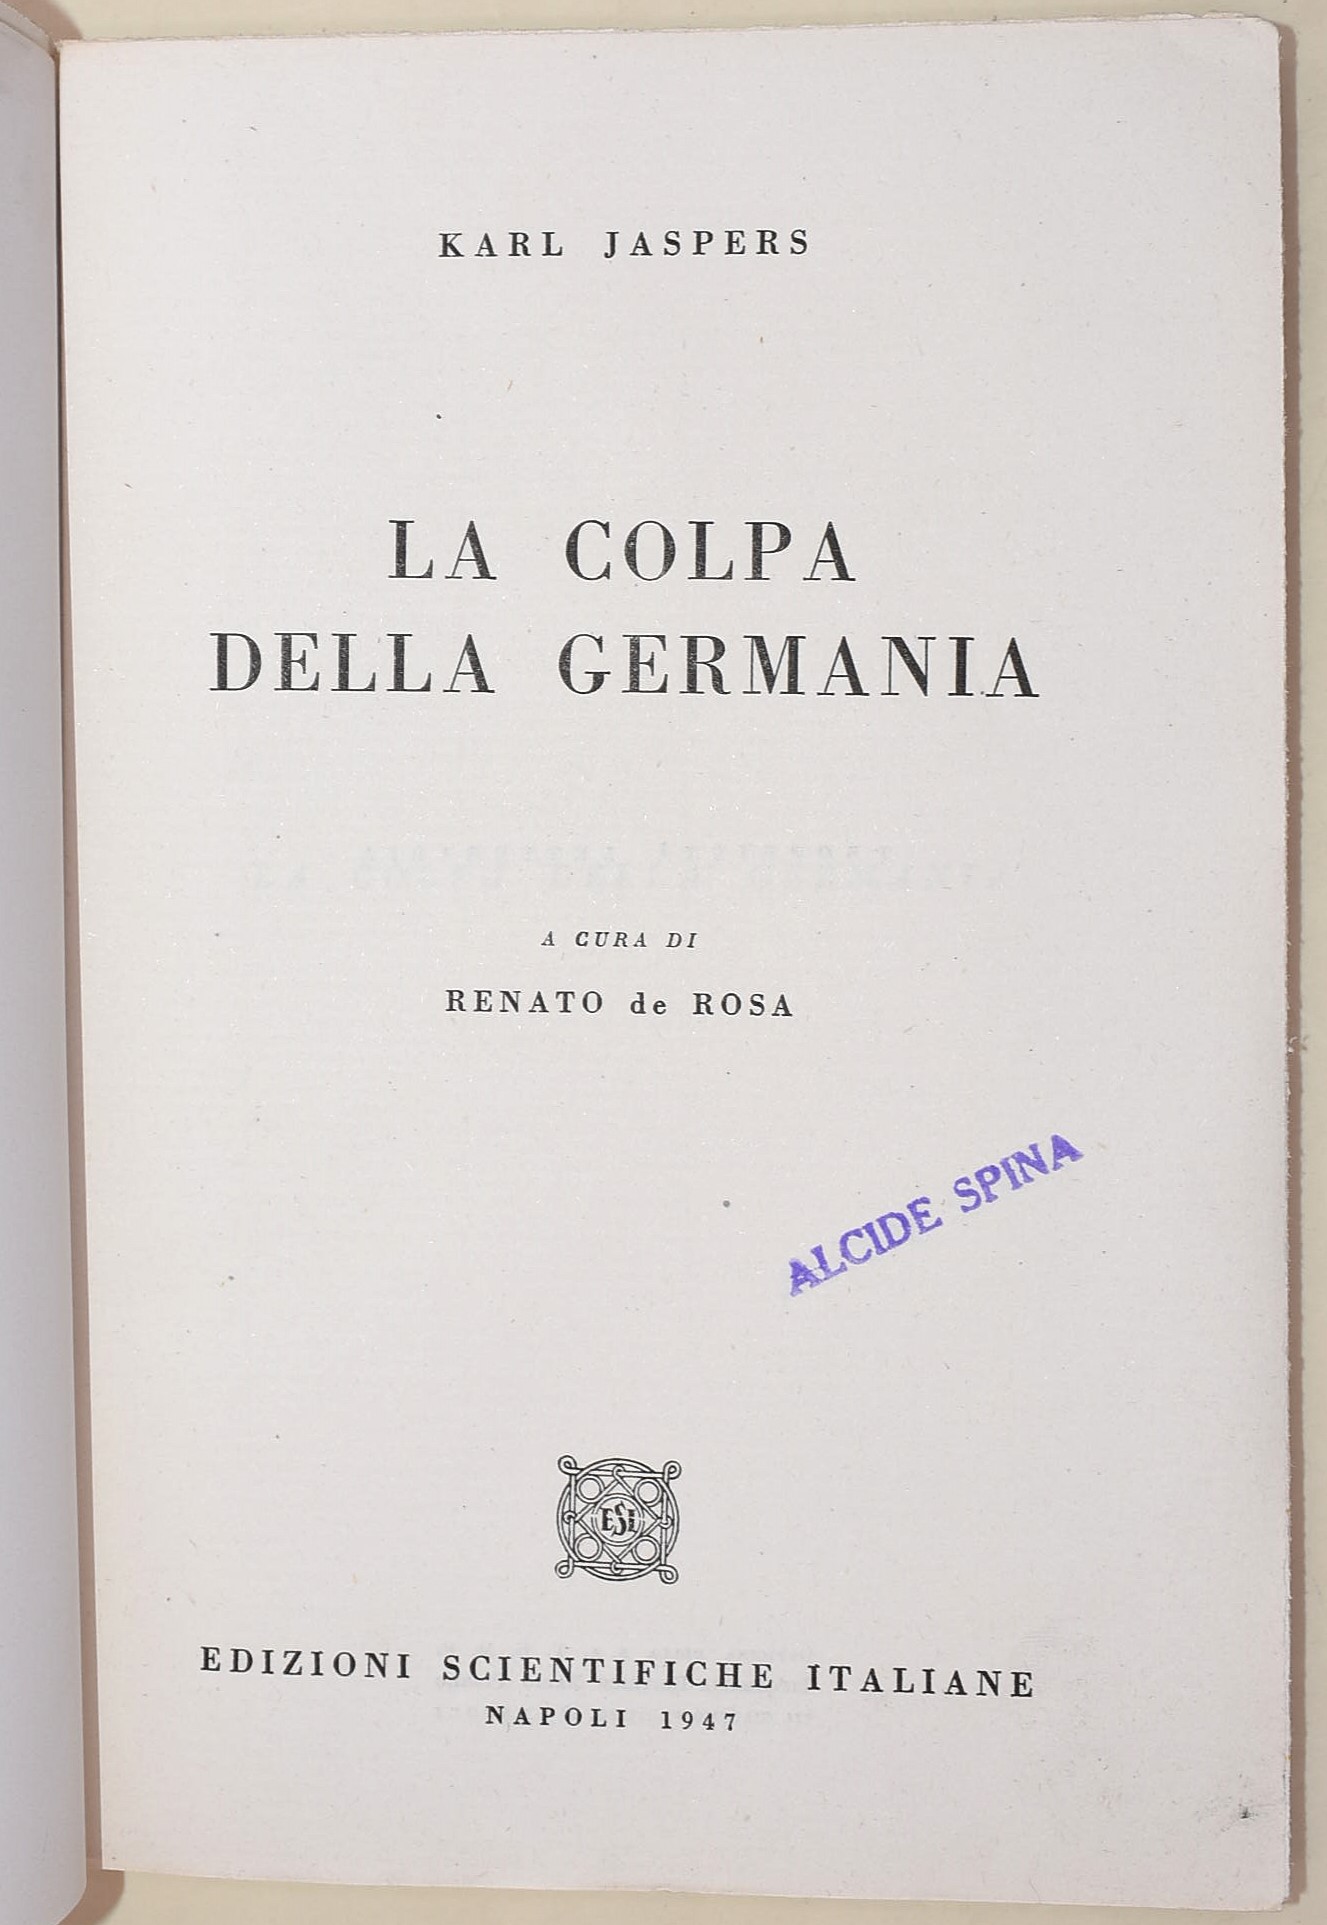 KARL JASPERS
LA COLPA
DELLA GERMANIA
A CURA DI
RENATO de ROSA
ALCIDE SPINA
ESI
EDIZIONI SCIENTIFICHE ITALIANE
NAPOLI 1947